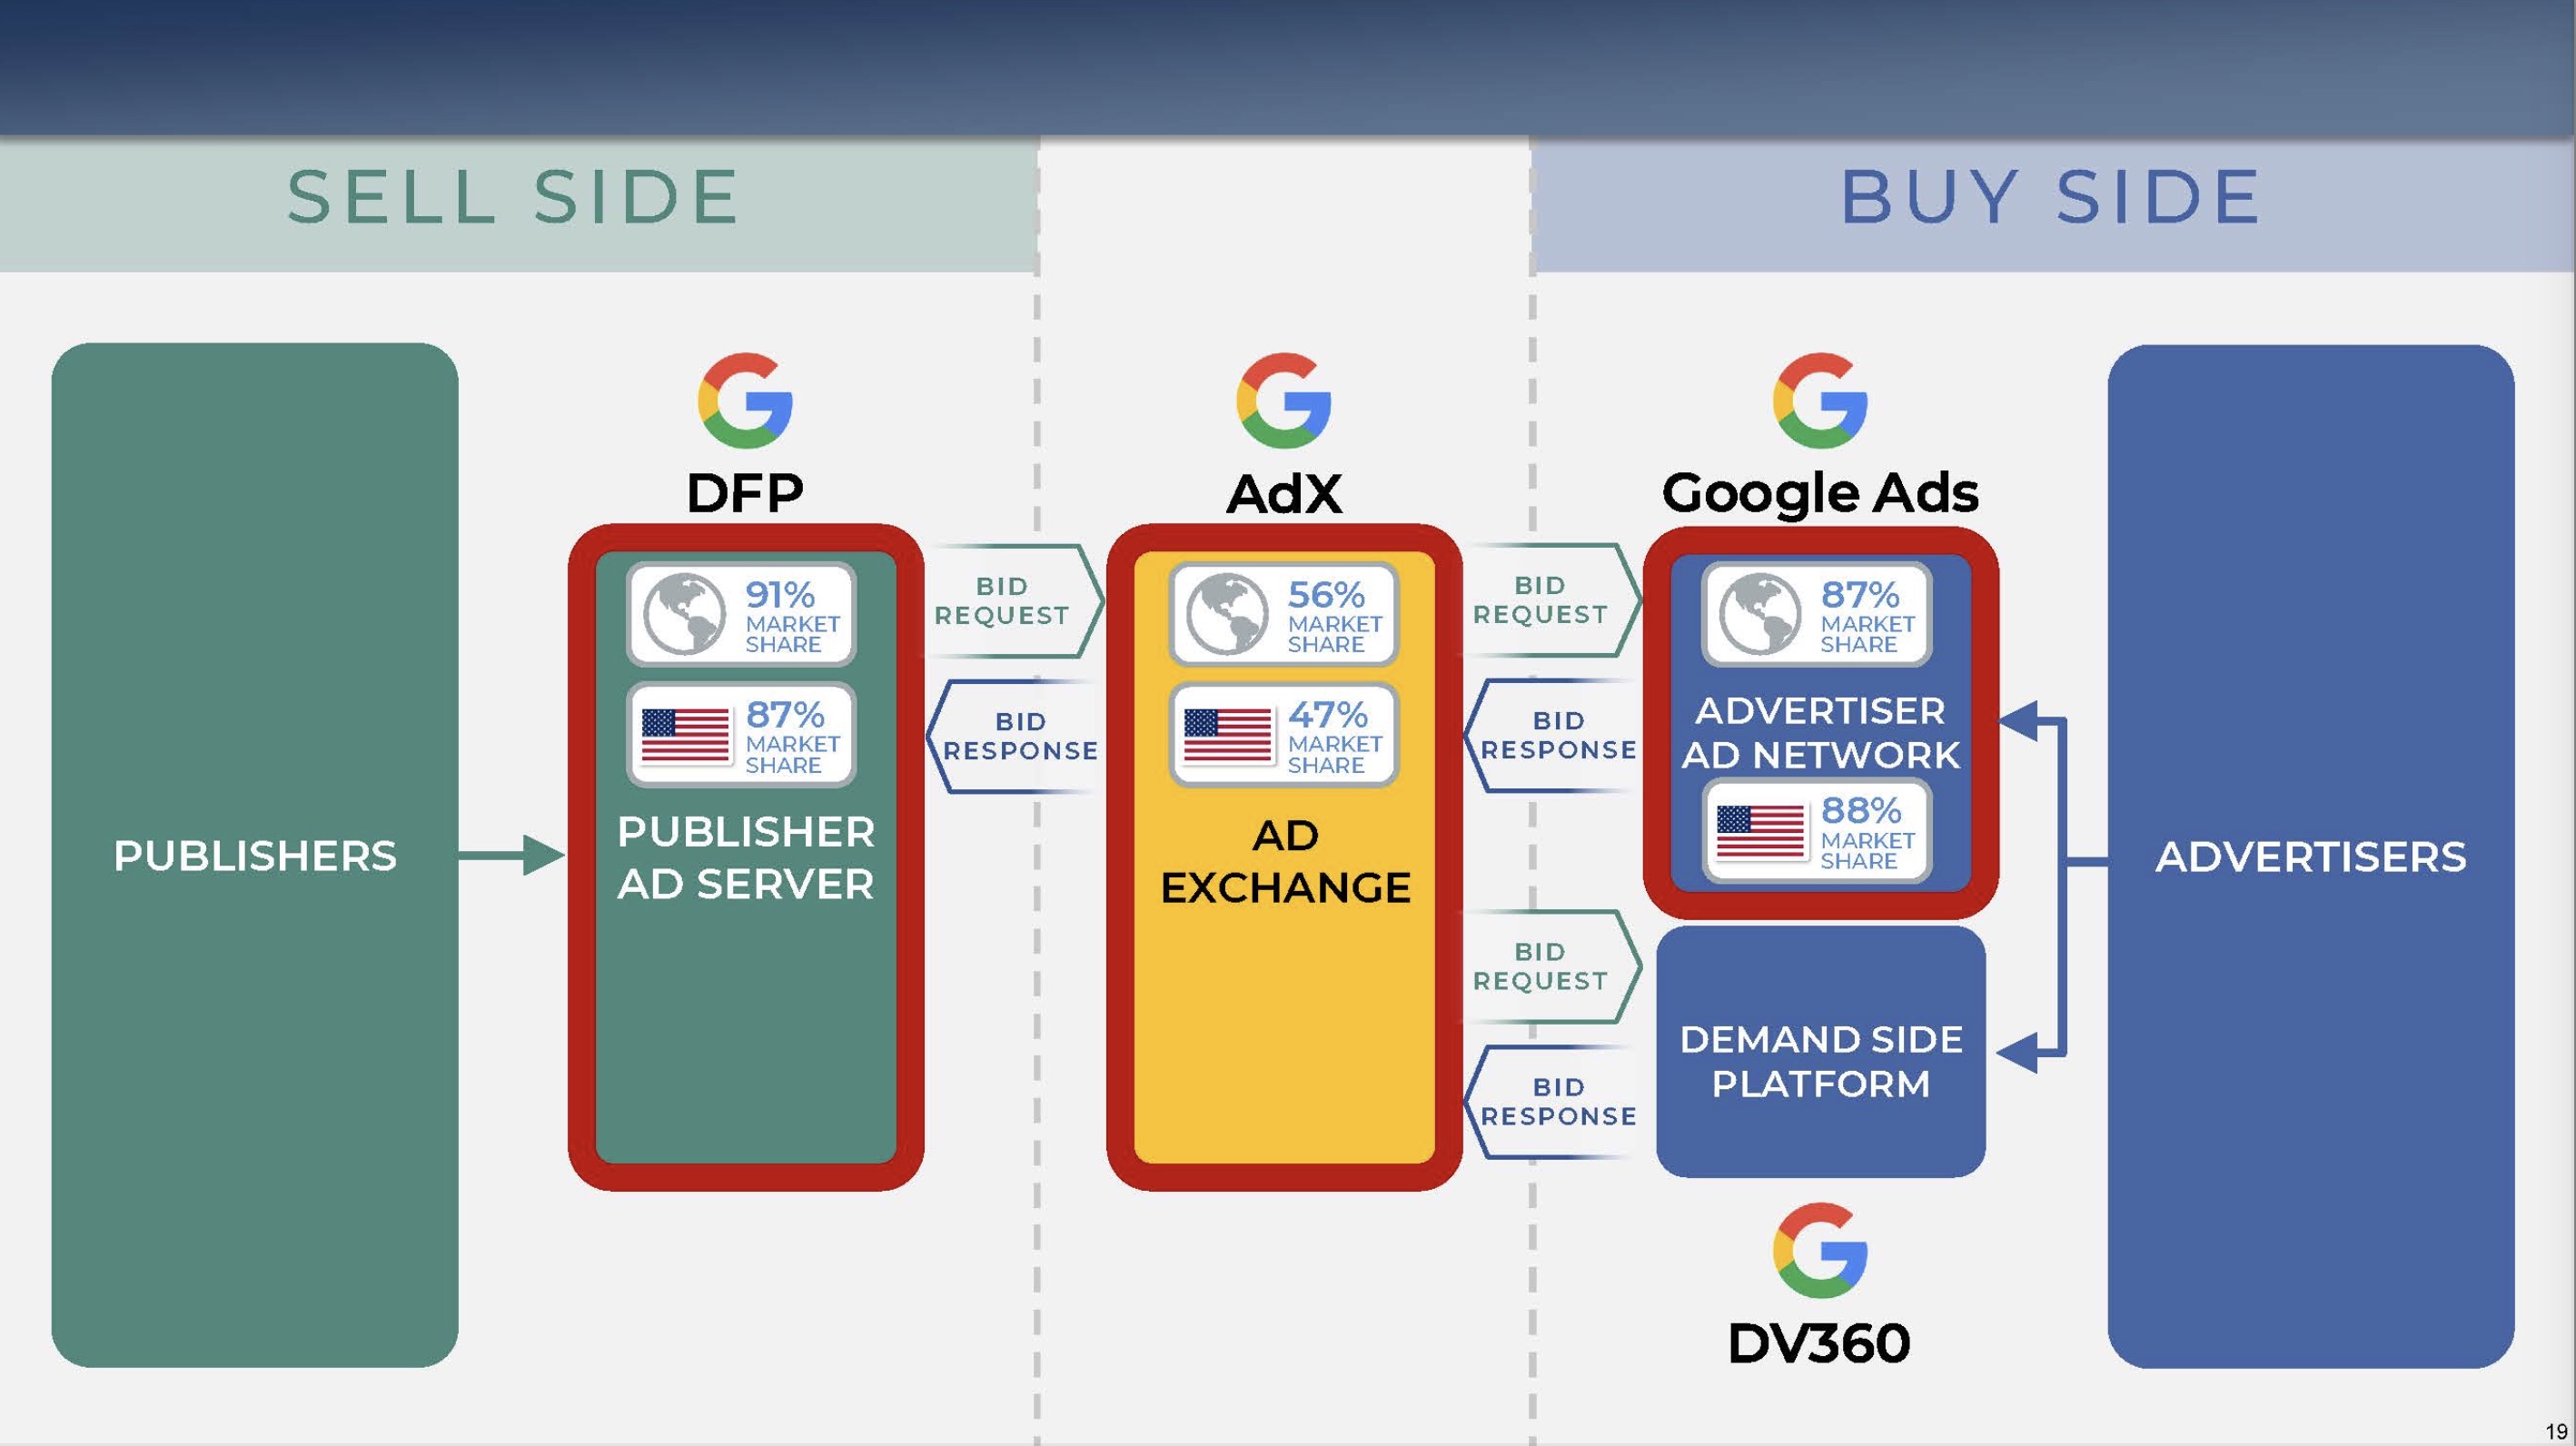 SELL SIDE
BUY SIDE
PUBLISHERS
DFP
91%
MARKET
SHARE
87%
MARKET
SHARE
PUBLISHER
AD SERVER
BID
REQUEST
BID
RESPONSE
AdX
56%
MARKET
SHARE
47%
MARKET
SHARE
AD
EXCHANGE
BID
REQUEST
BID
RESPONSE
BID
REQUEST
BID
RESPONSE
Google Ads
87%
MARKET
SHARE
ADVERTISER
AD NETWORK
88%
MARKET
SHARE
DEMAND SIDE
PLATFORM
DV360
ADVERTISERS
19